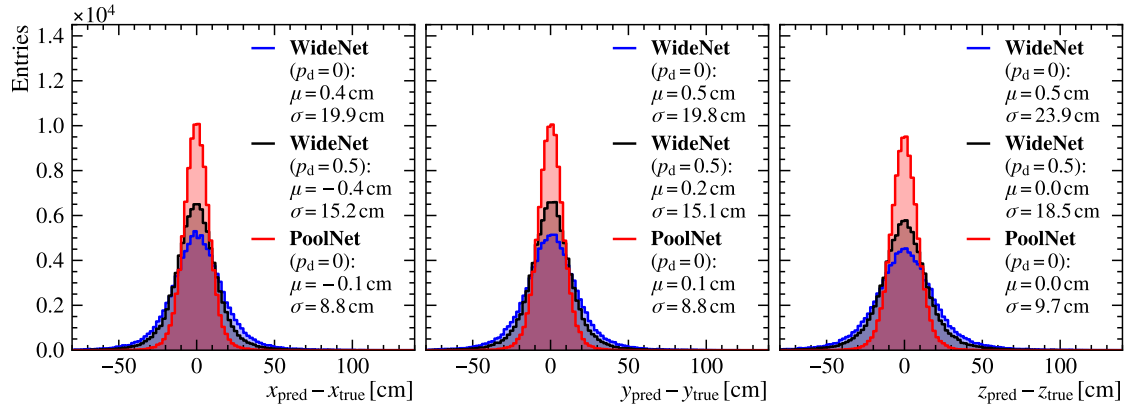 ×10⁴
Entries
1.4
1.2
1.0
0.8
0.6
0.4
0.2
0.0
WideNet
(p_d = 0):
μ = 0.4 cm
σ = 19.9 cm
WideNet
(p_d = 0.5):
μ = −0.4 cm
σ = 15.2 cm
PoolNet
(p_d = 0):
μ = −0.1 cm
σ = 8.8 cm
−50 0 50 100
x_pred − x_true [cm]
WideNet
(p_d = 0):
μ = 0.5 cm
σ = 19.8 cm
WideNet
(p_d = 0.5):
μ = 0.2 cm
σ = 15.1 cm
PoolNet
(p_d = 0):
μ = 0.1 cm
σ = 8.8 cm
−50 0 50 100
y_pred − y_true [cm]
WideNet
(p_d = 0):
μ = 0.5 cm
σ = 23.9 cm
WideNet
(p_d = 0.5):
μ = 0.0 cm
σ = 18.5 cm
PoolNet
(p_d = 0):
μ = 0.0 cm
σ = 9.7 cm
−50 0 50 100
z_pred − z_true [cm]